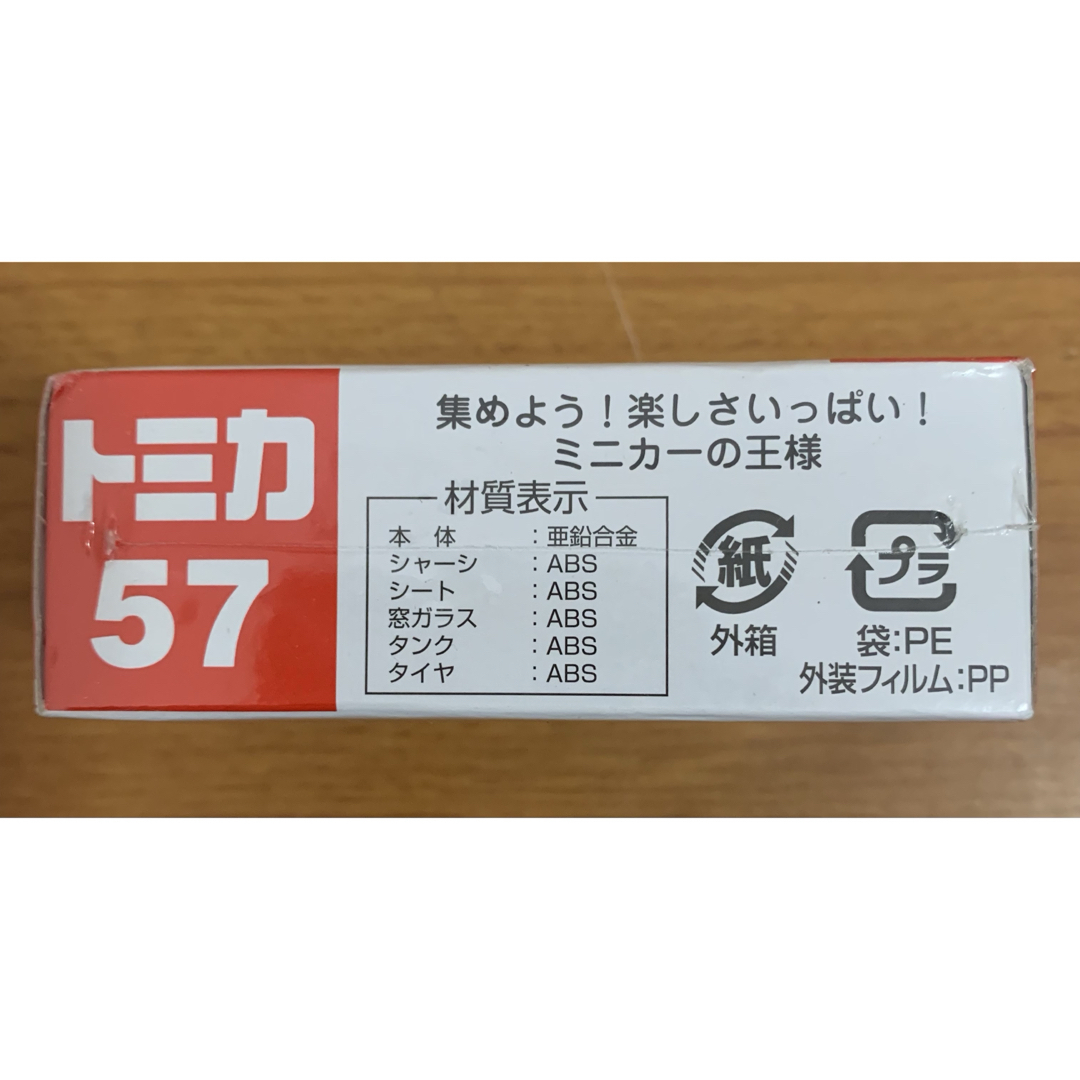 トミカ
57
集めよう!楽しさいっぱい!
ミニカーの王様
材質表示
本 体 :亜鉛合金
シャーシ :ABS
シート :ABS
窓ガラス :ABS
タンク :ABS
タイヤ :ABS
紙
外箱
プラ
袋:PE
外装フィルム:PP